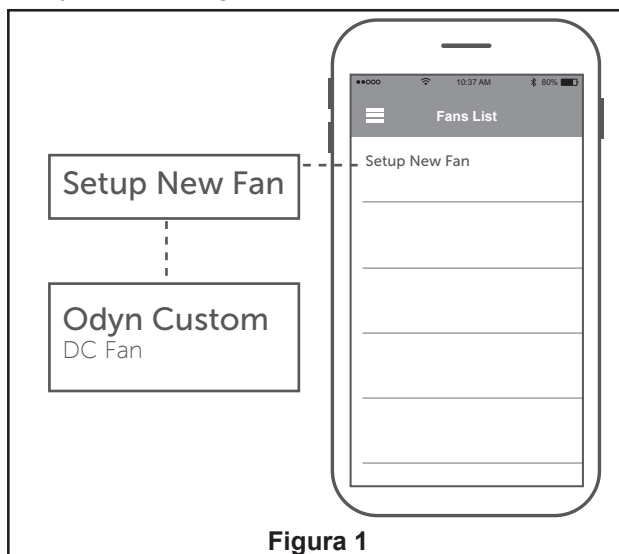 10:37 AM
80%
Fans List
Setup New Fan
Setup New Fan
Odyn Custom
DC Fan
Figura 1